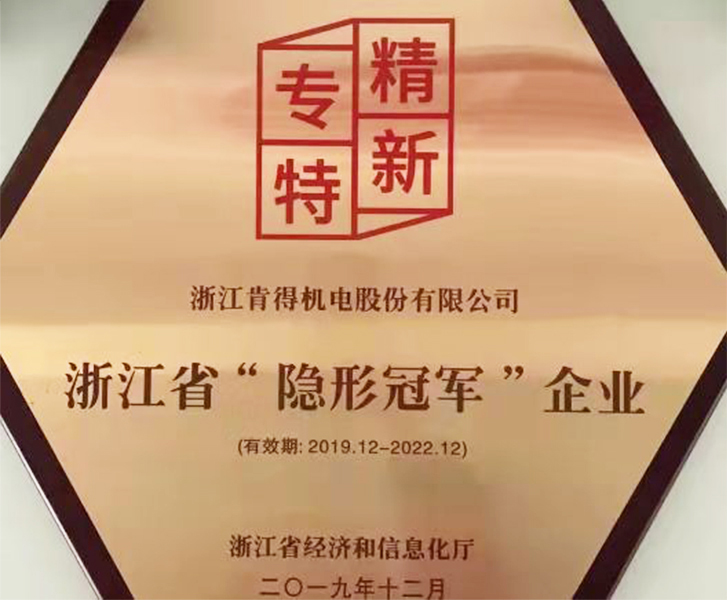 专精
特新
浙江肯得机电股份有限公司
浙江省“隐形冠军”企业
(有效期: 2019.12-2022.12)
浙江省经济和信息化厅
二〇一九年十二月